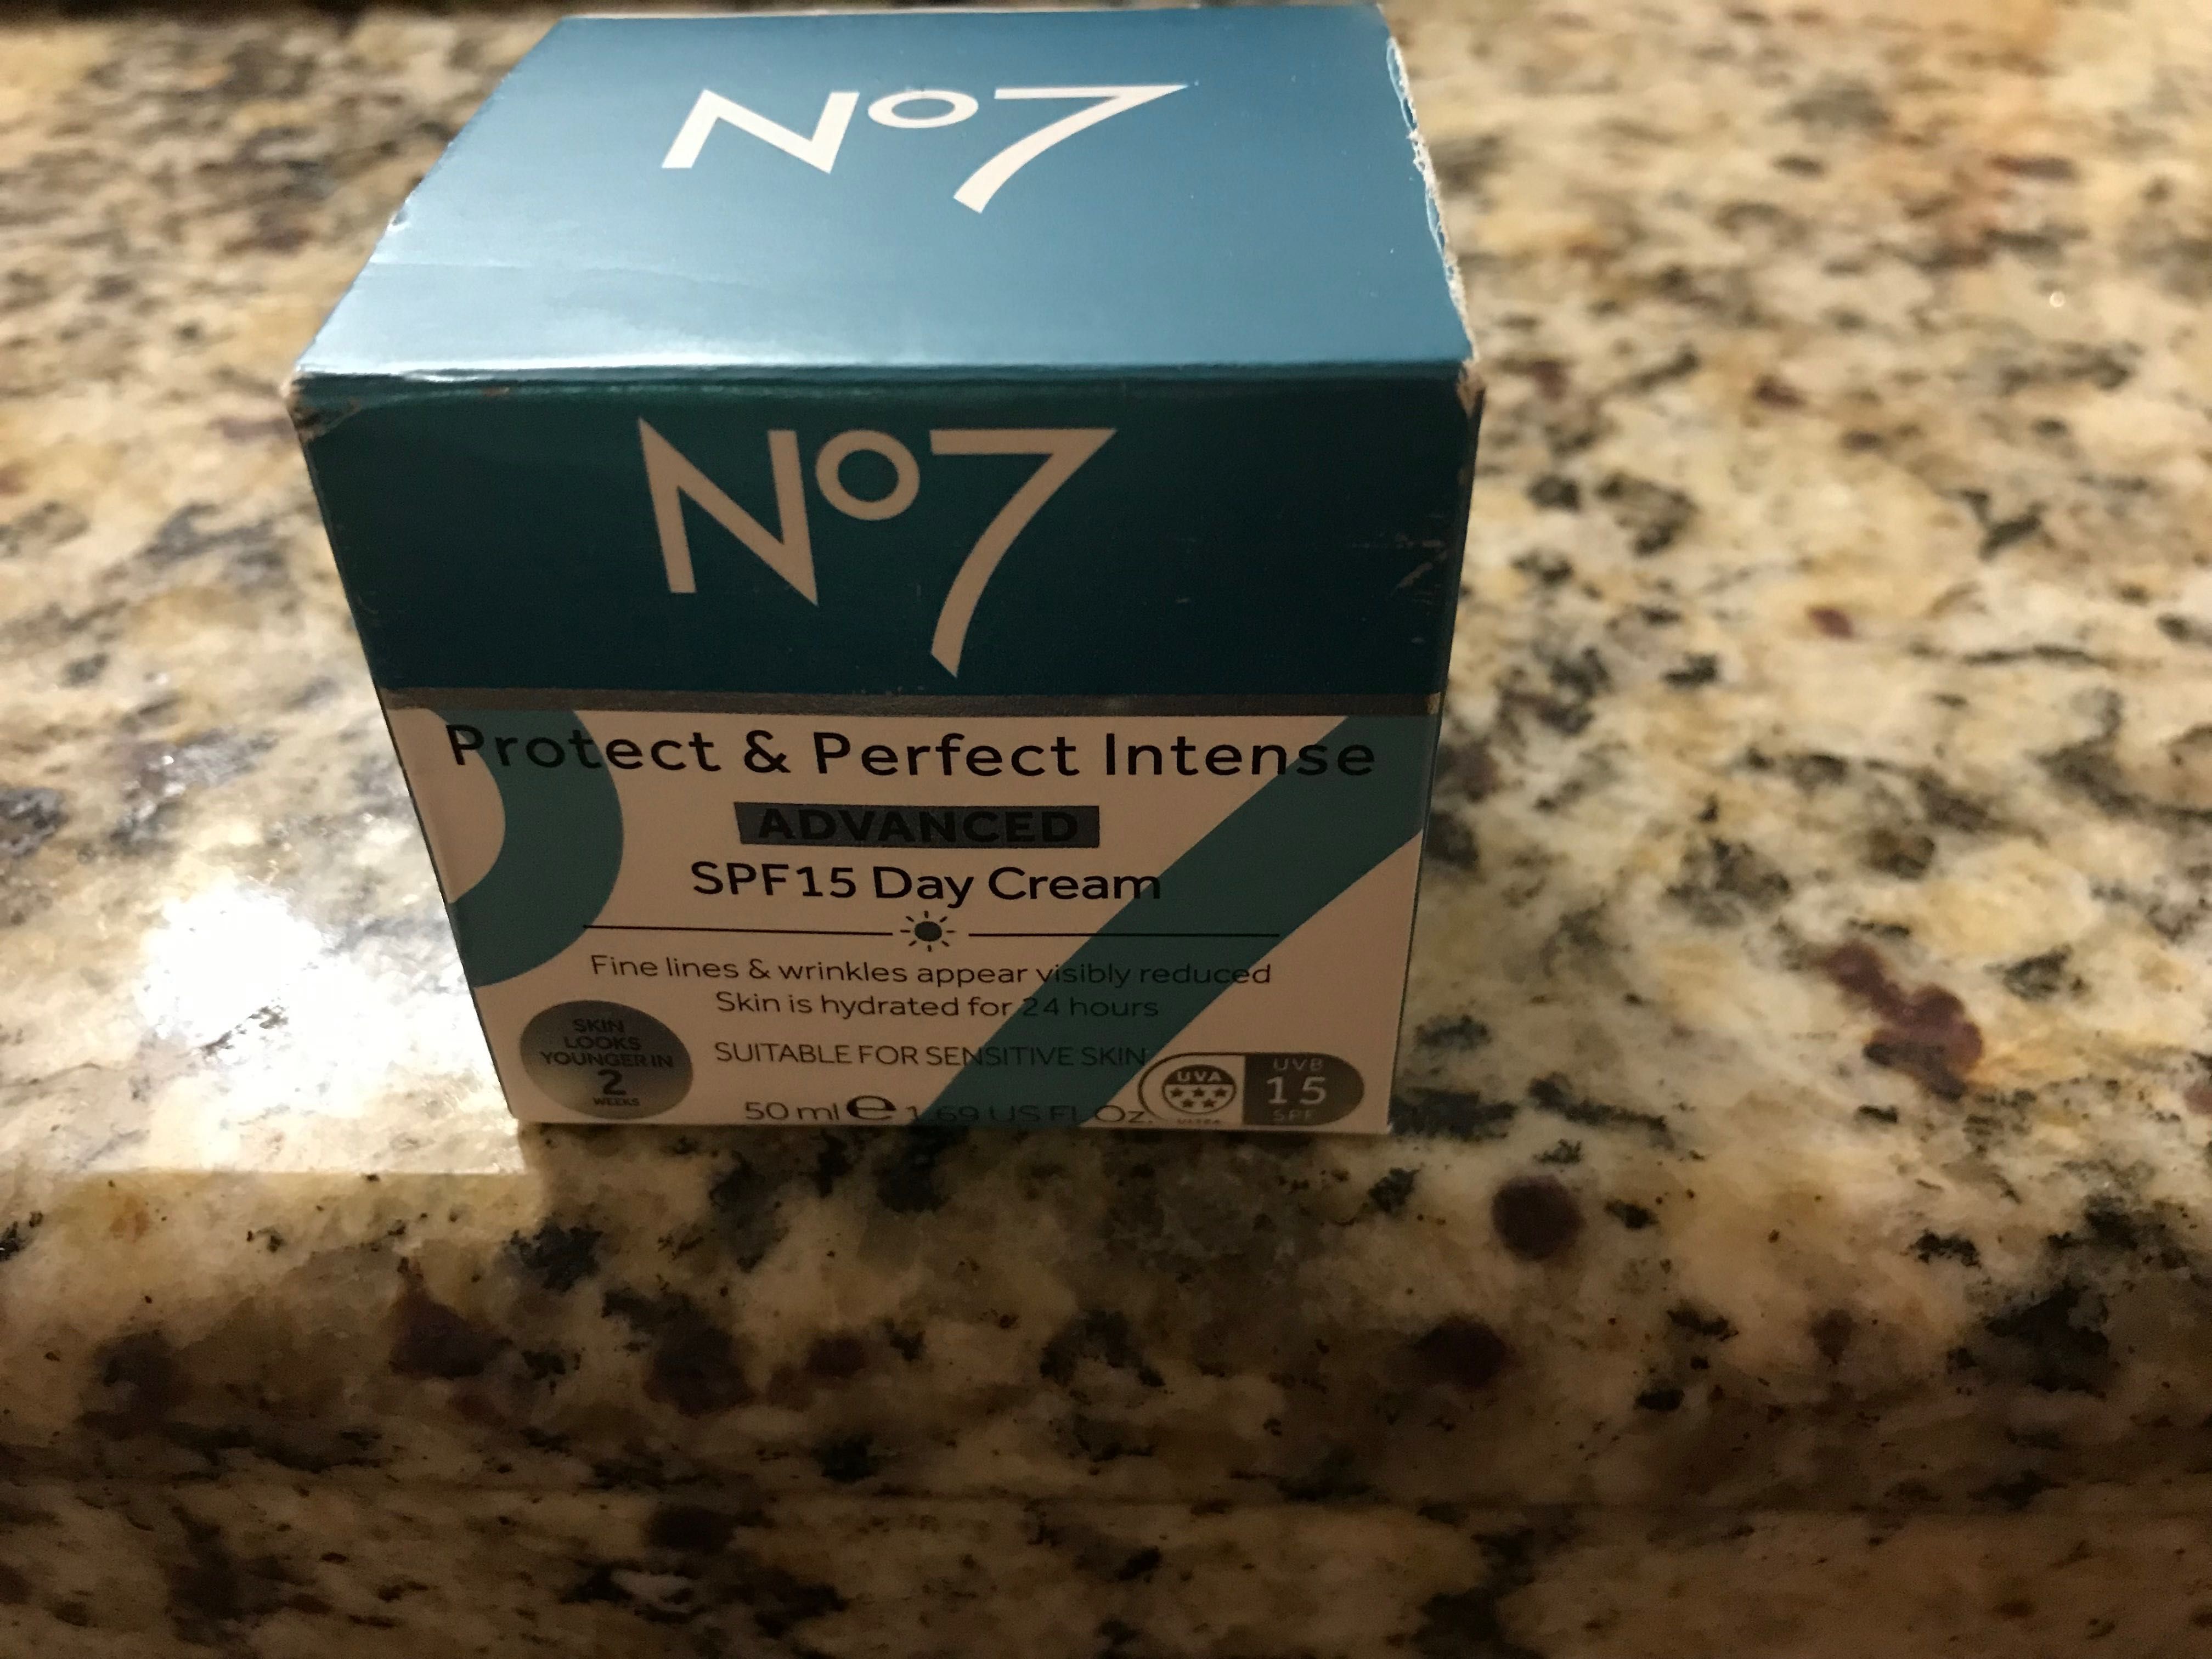 No7
No7
Protect & Perfect Intense
ADVANCED
SPF15 Day Cream
Fine lines & wrinkles appear visibly reduced
Skin is hydrated for 24 hours
SUITABLE FOR SENSITIVE SKIN
SKIN
LOOKS
YOUNGER IN
2
WEEKS
50 ml e 1.69 US Fl. Oz.
UVA
ULTRA
UVB
15
SPF